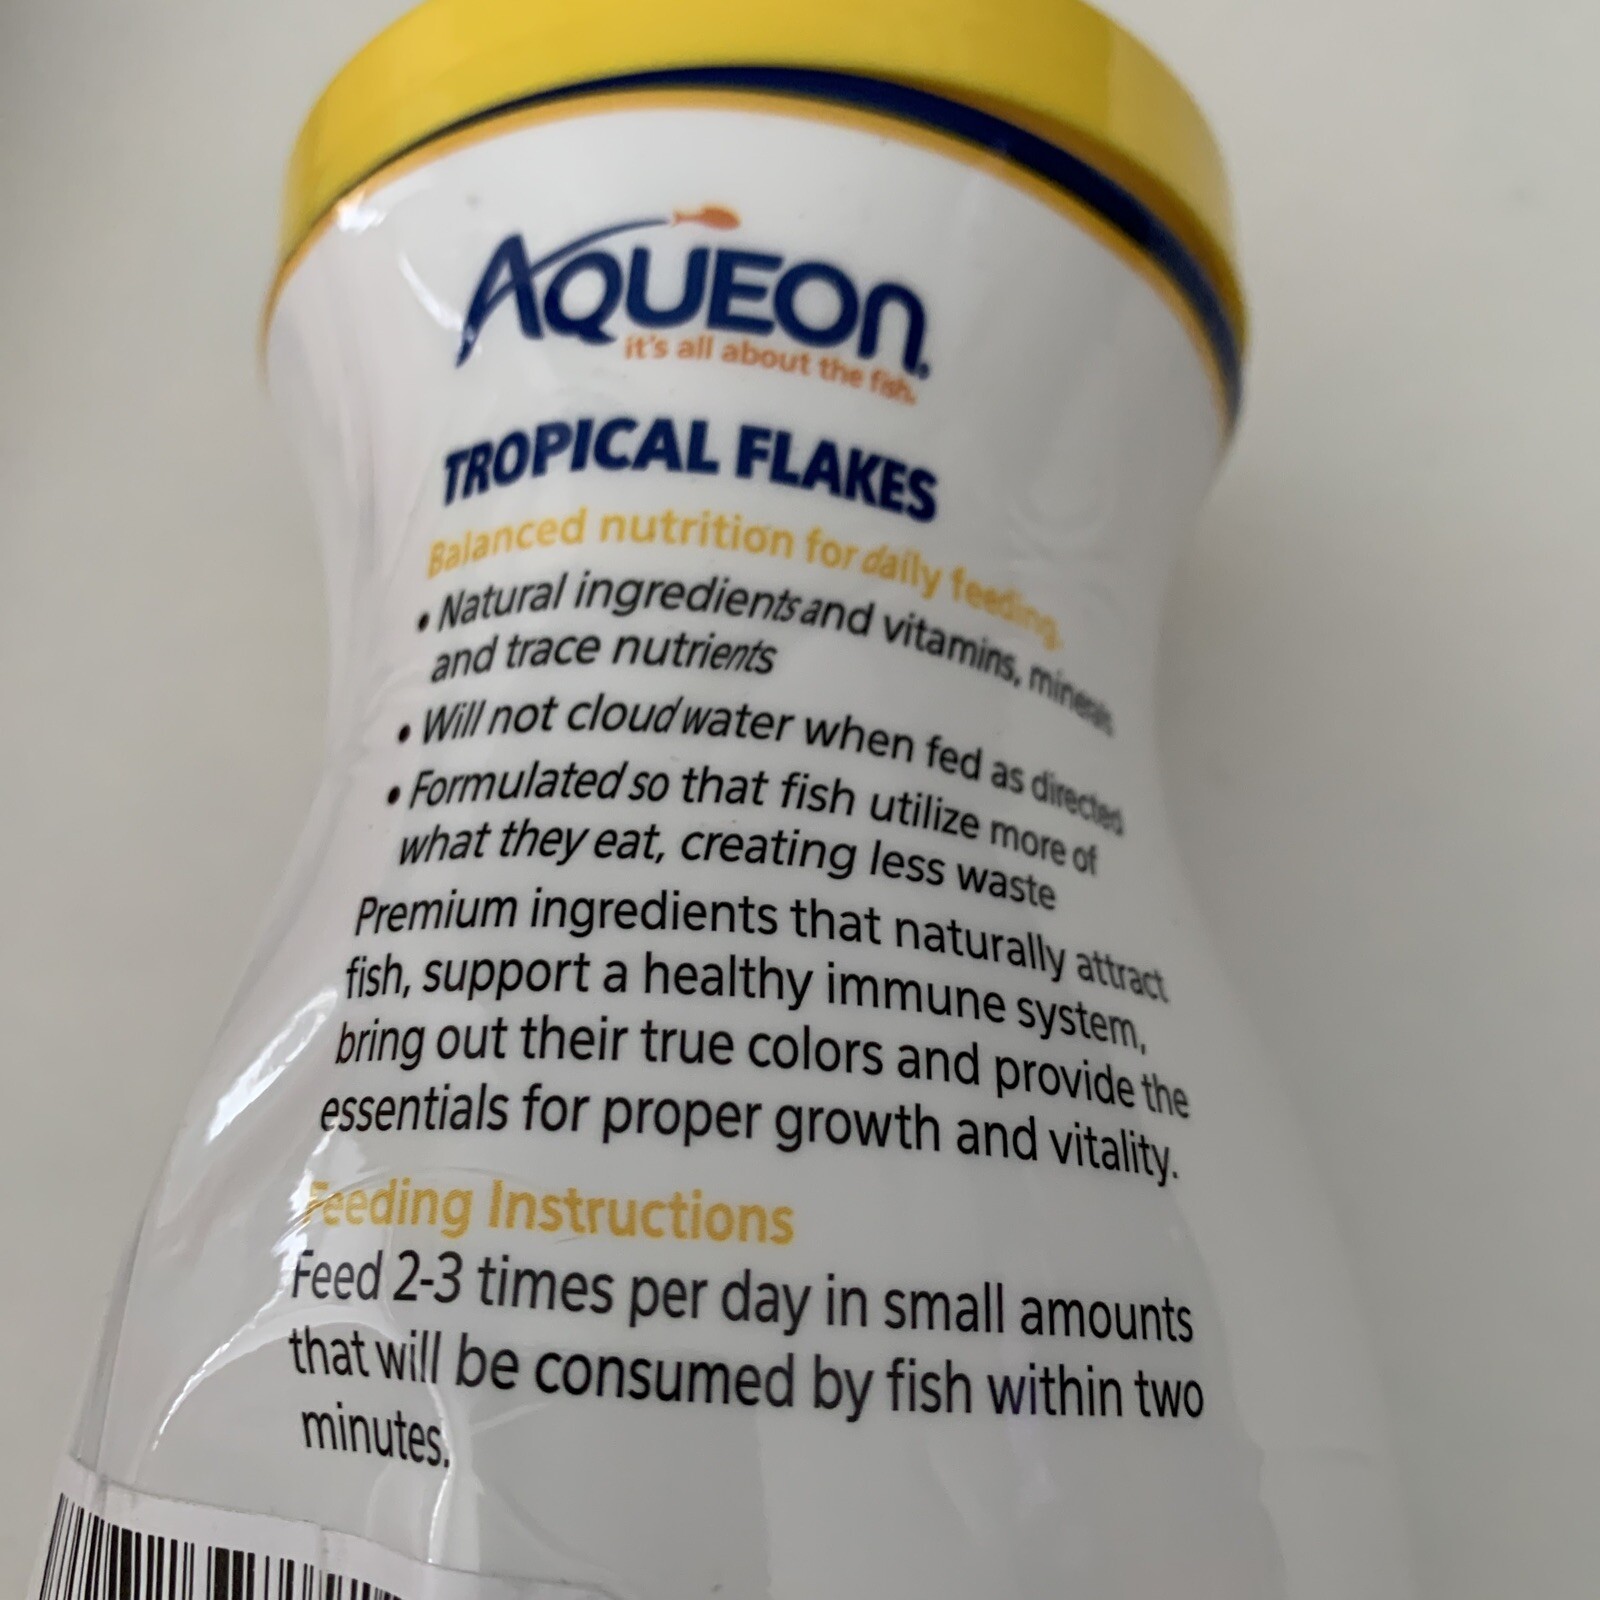 AQUEON
it's all about the fish.
TROPICAL FLAKES
Balanced nutrition for daily feeding.
• Natural ingredients and vitamins, minerals
and trace nutrients
• Will not cloud water when fed as directed
• Formulated so that fish utilize more of
what they eat, creating less waste
Premium ingredients that naturally attract
fish, support a healthy immune system,
bring out their true colors and provide the
essentials for proper growth and vitality.
Feeding Instructions
Feed 2-3 times per day in small amounts
that will be consumed by fish within two
minutes.